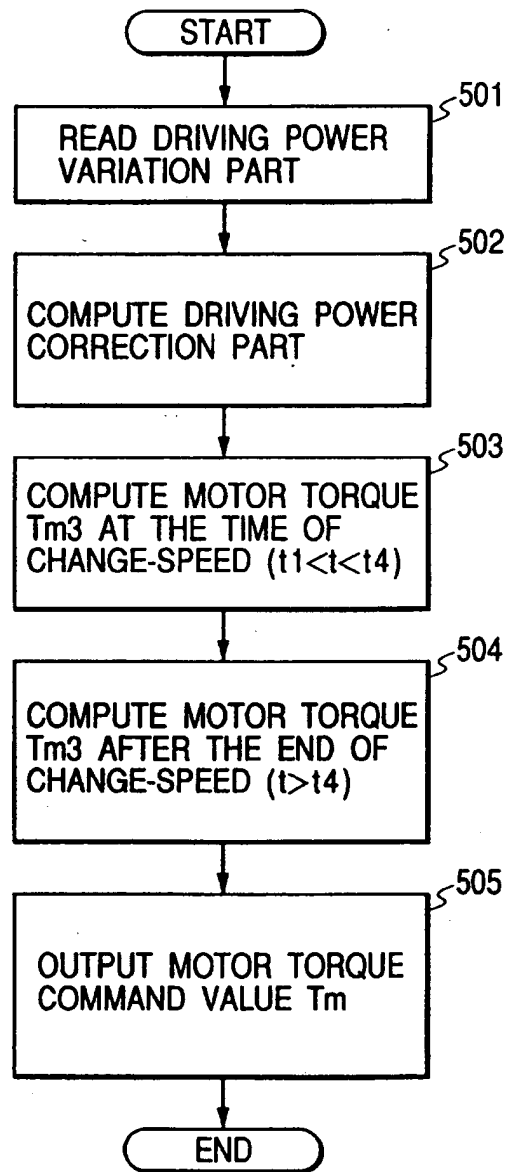 START
501
READ DRIVING POWER
VARIATION PART
502
COMPUTE DRIVING POWER
CORRECTION PART
503
COMPUTE MOTOR TORQUE
Tm3 AT THE TIME OF
CHANGE-SPEED (t1<t<t4)
504
COMPUTE MOTOR TORQUE
Tm3 AFTER THE END OF
CHANGE-SPEED (t>t4)
505
OUTPUT MOTOR TORQUE
COMMAND VALUE Tm
END